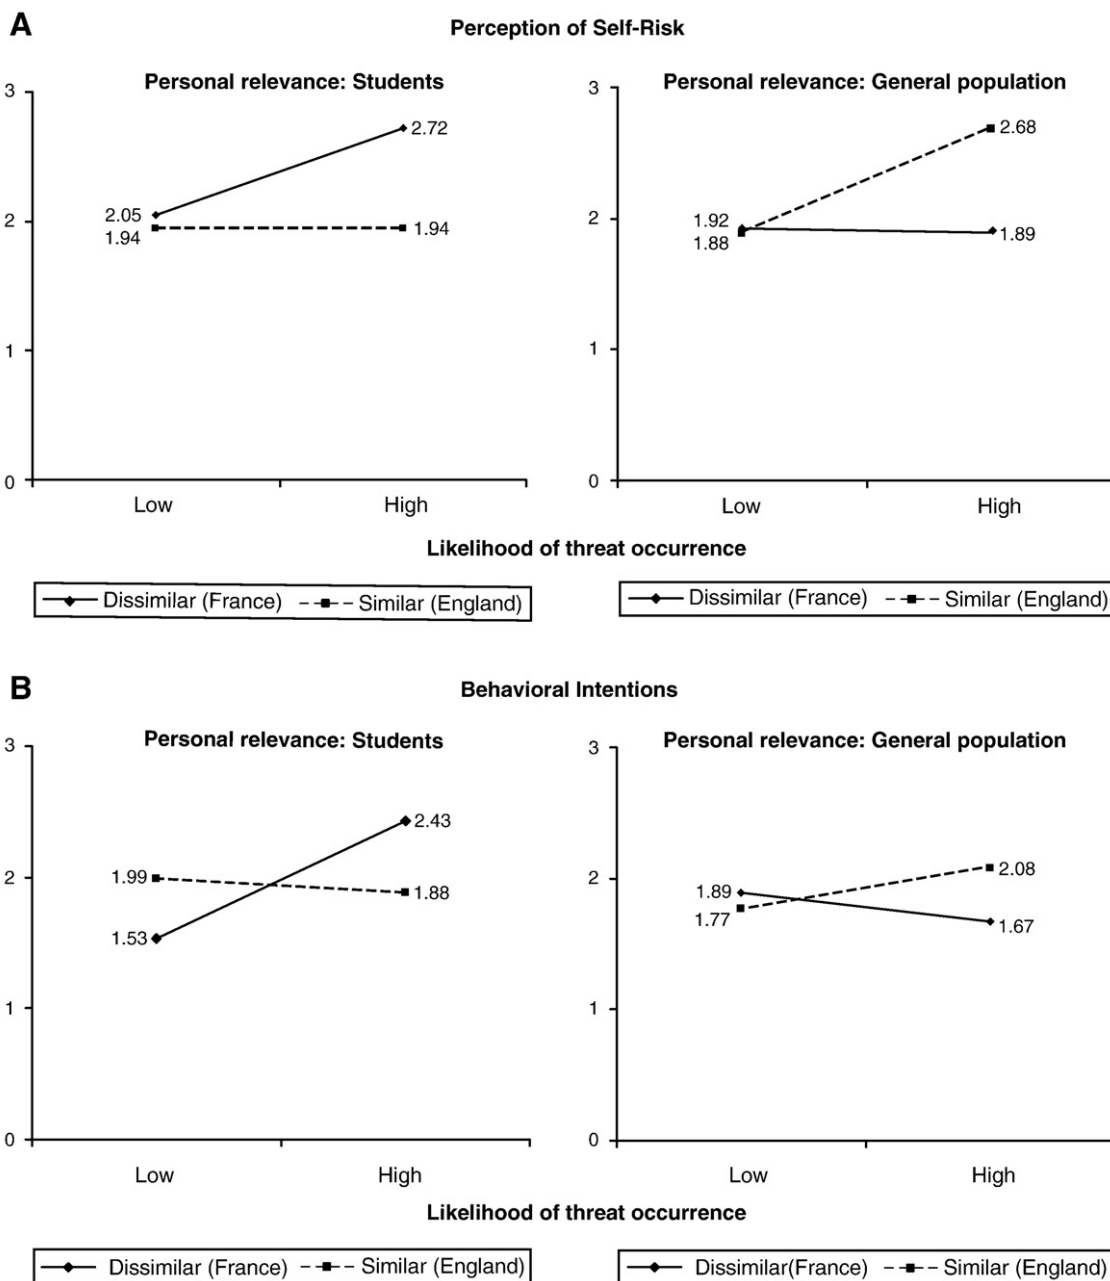 A
Perception of Self-Risk
Personal relevance: Students
3
2
1
0
2.05
1.94
2.72
1.94
Low
High
Personal relevance: General population
3
2
1
0
1.92
1.88
2.68
1.89
Low
High
Likelihood of threat occurrence
Dissimilar (France) Similar (England)
Dissimilar (France) Similar (England)
B
Behavioral Intentions
Personal relevance: Students
3
2
1
0
1.99
1.53
2.43
1.88
Low
High
Personal relevance: General population
3
2
1
0
1.89
1.77
2.08
1.67
Low
High
Likelihood of threat occurrence
Dissimilar (France) Similar (England)
Dissimilar(France) Similar (England)